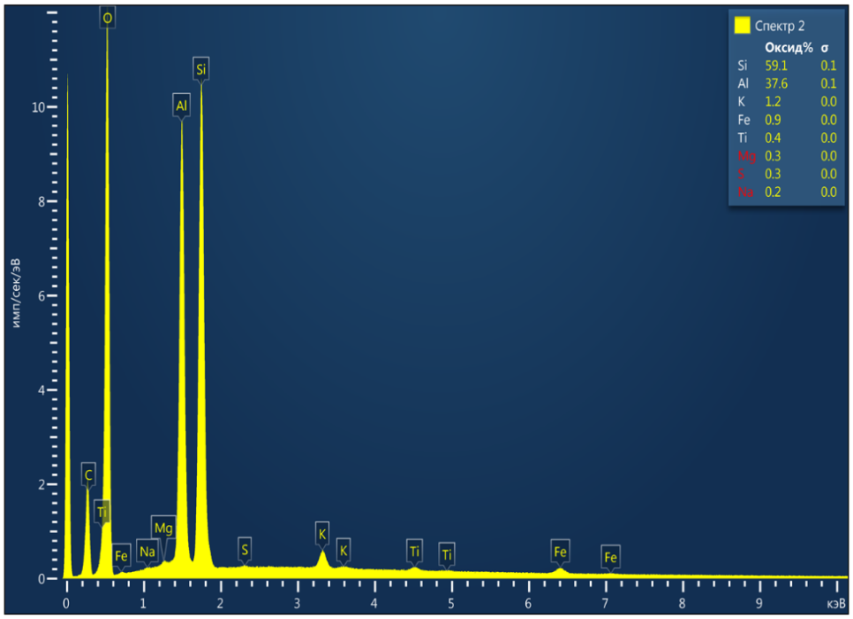 Спектр 2
Оксид% σ
Si 59.1 0.1
Al 37.6 0.1
K 1.2 0.0
Fe 0.9 0.0
Ti 0.4 0.0
Mg 0.3 0.0
S 0.3 0.0
Na 0.2 0.0
O
Si
Al
10
8
имп/сек/эВ
6
4
C
2
Ti
Mg
K
Fe Na S K Ti Ti Fe Fe
0
0 1 2 3 4 5 6 7 8 9 кэВ